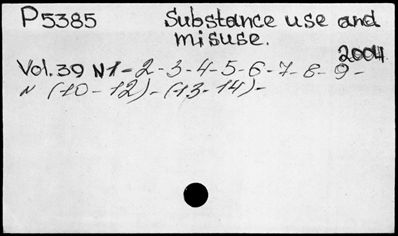 P5385 Substance use and
misuse.
2004
Vol.39 N1-2-3-4-5-6-7-8-9-
N (10-12)-(13-14)-